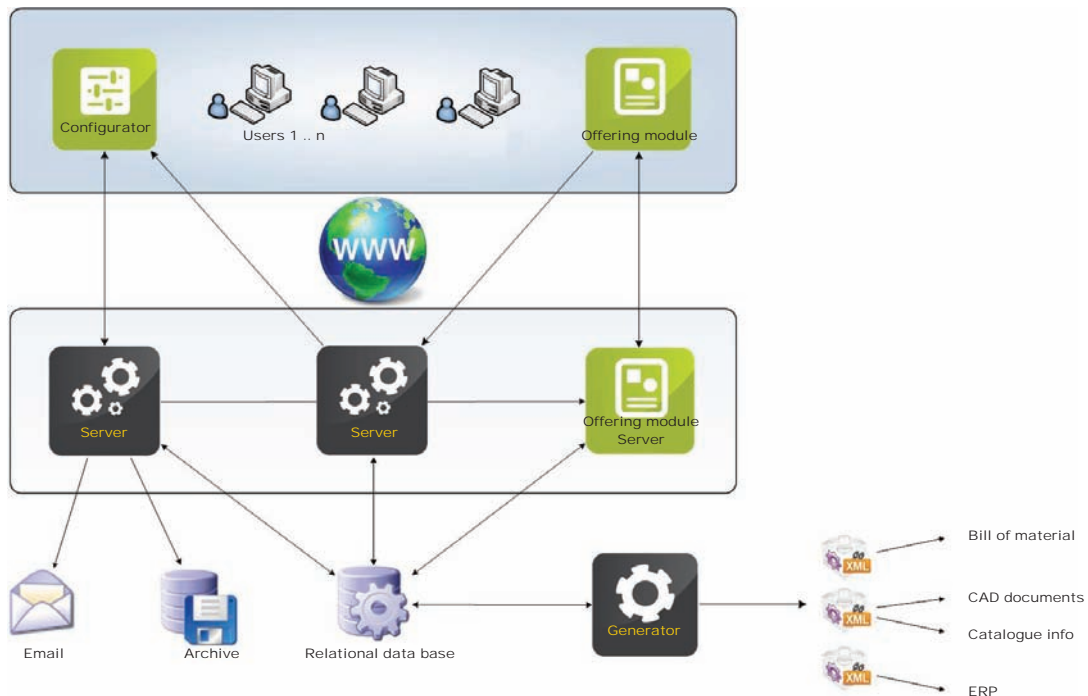 Configurator
Users 1 .. n
Offering module
WWW
Server
Server
Offering module
Server
Bill of material
XML
CAD documents
XML
Catalogue info
Generator
Email
Archive
Relational data base
XML
ERP